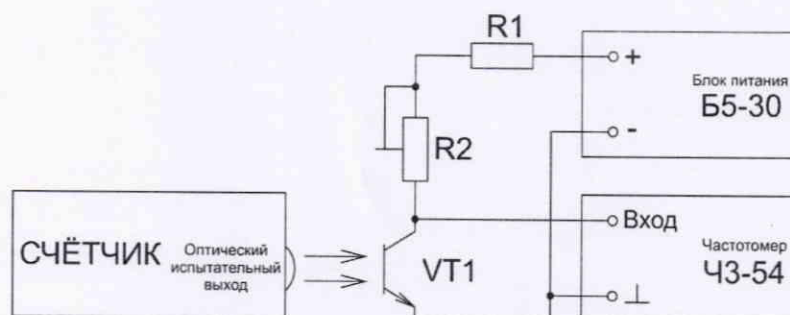 R1
+
Блок питания
Б5-30
-
R2
Вход
СЧЁТЧИК
Оптический
испытательный
выход
VT1
Частотомер
Ч3-54
⊥